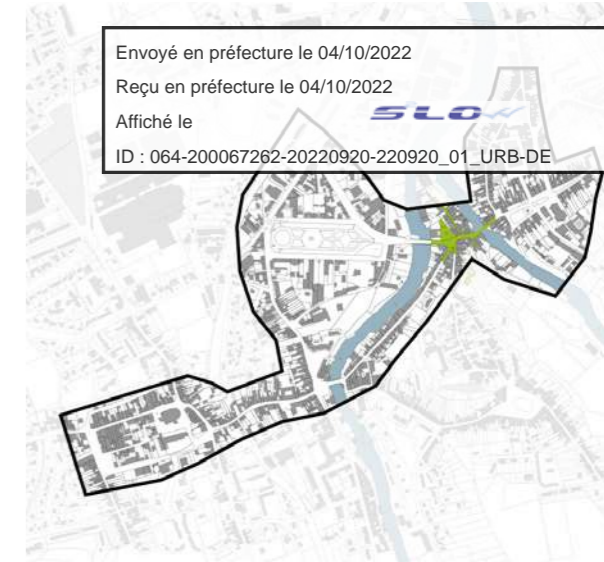 Envoyé en préfecture le 04/10/2022
Reçu en préfecture le 04/10/2022
Affiché le
SLO
ID : 064-200067262-20220920-220920_01_URB-DE